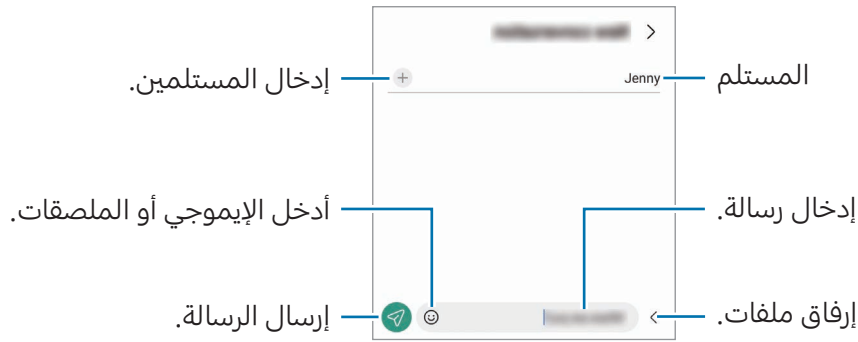 المستلم
Jenny
إدخال المستلمين.
إدخال رسالة.
أدخل الإيموجي أو الملصقات.
إرفاق ملفات.
إرسال الرسالة.